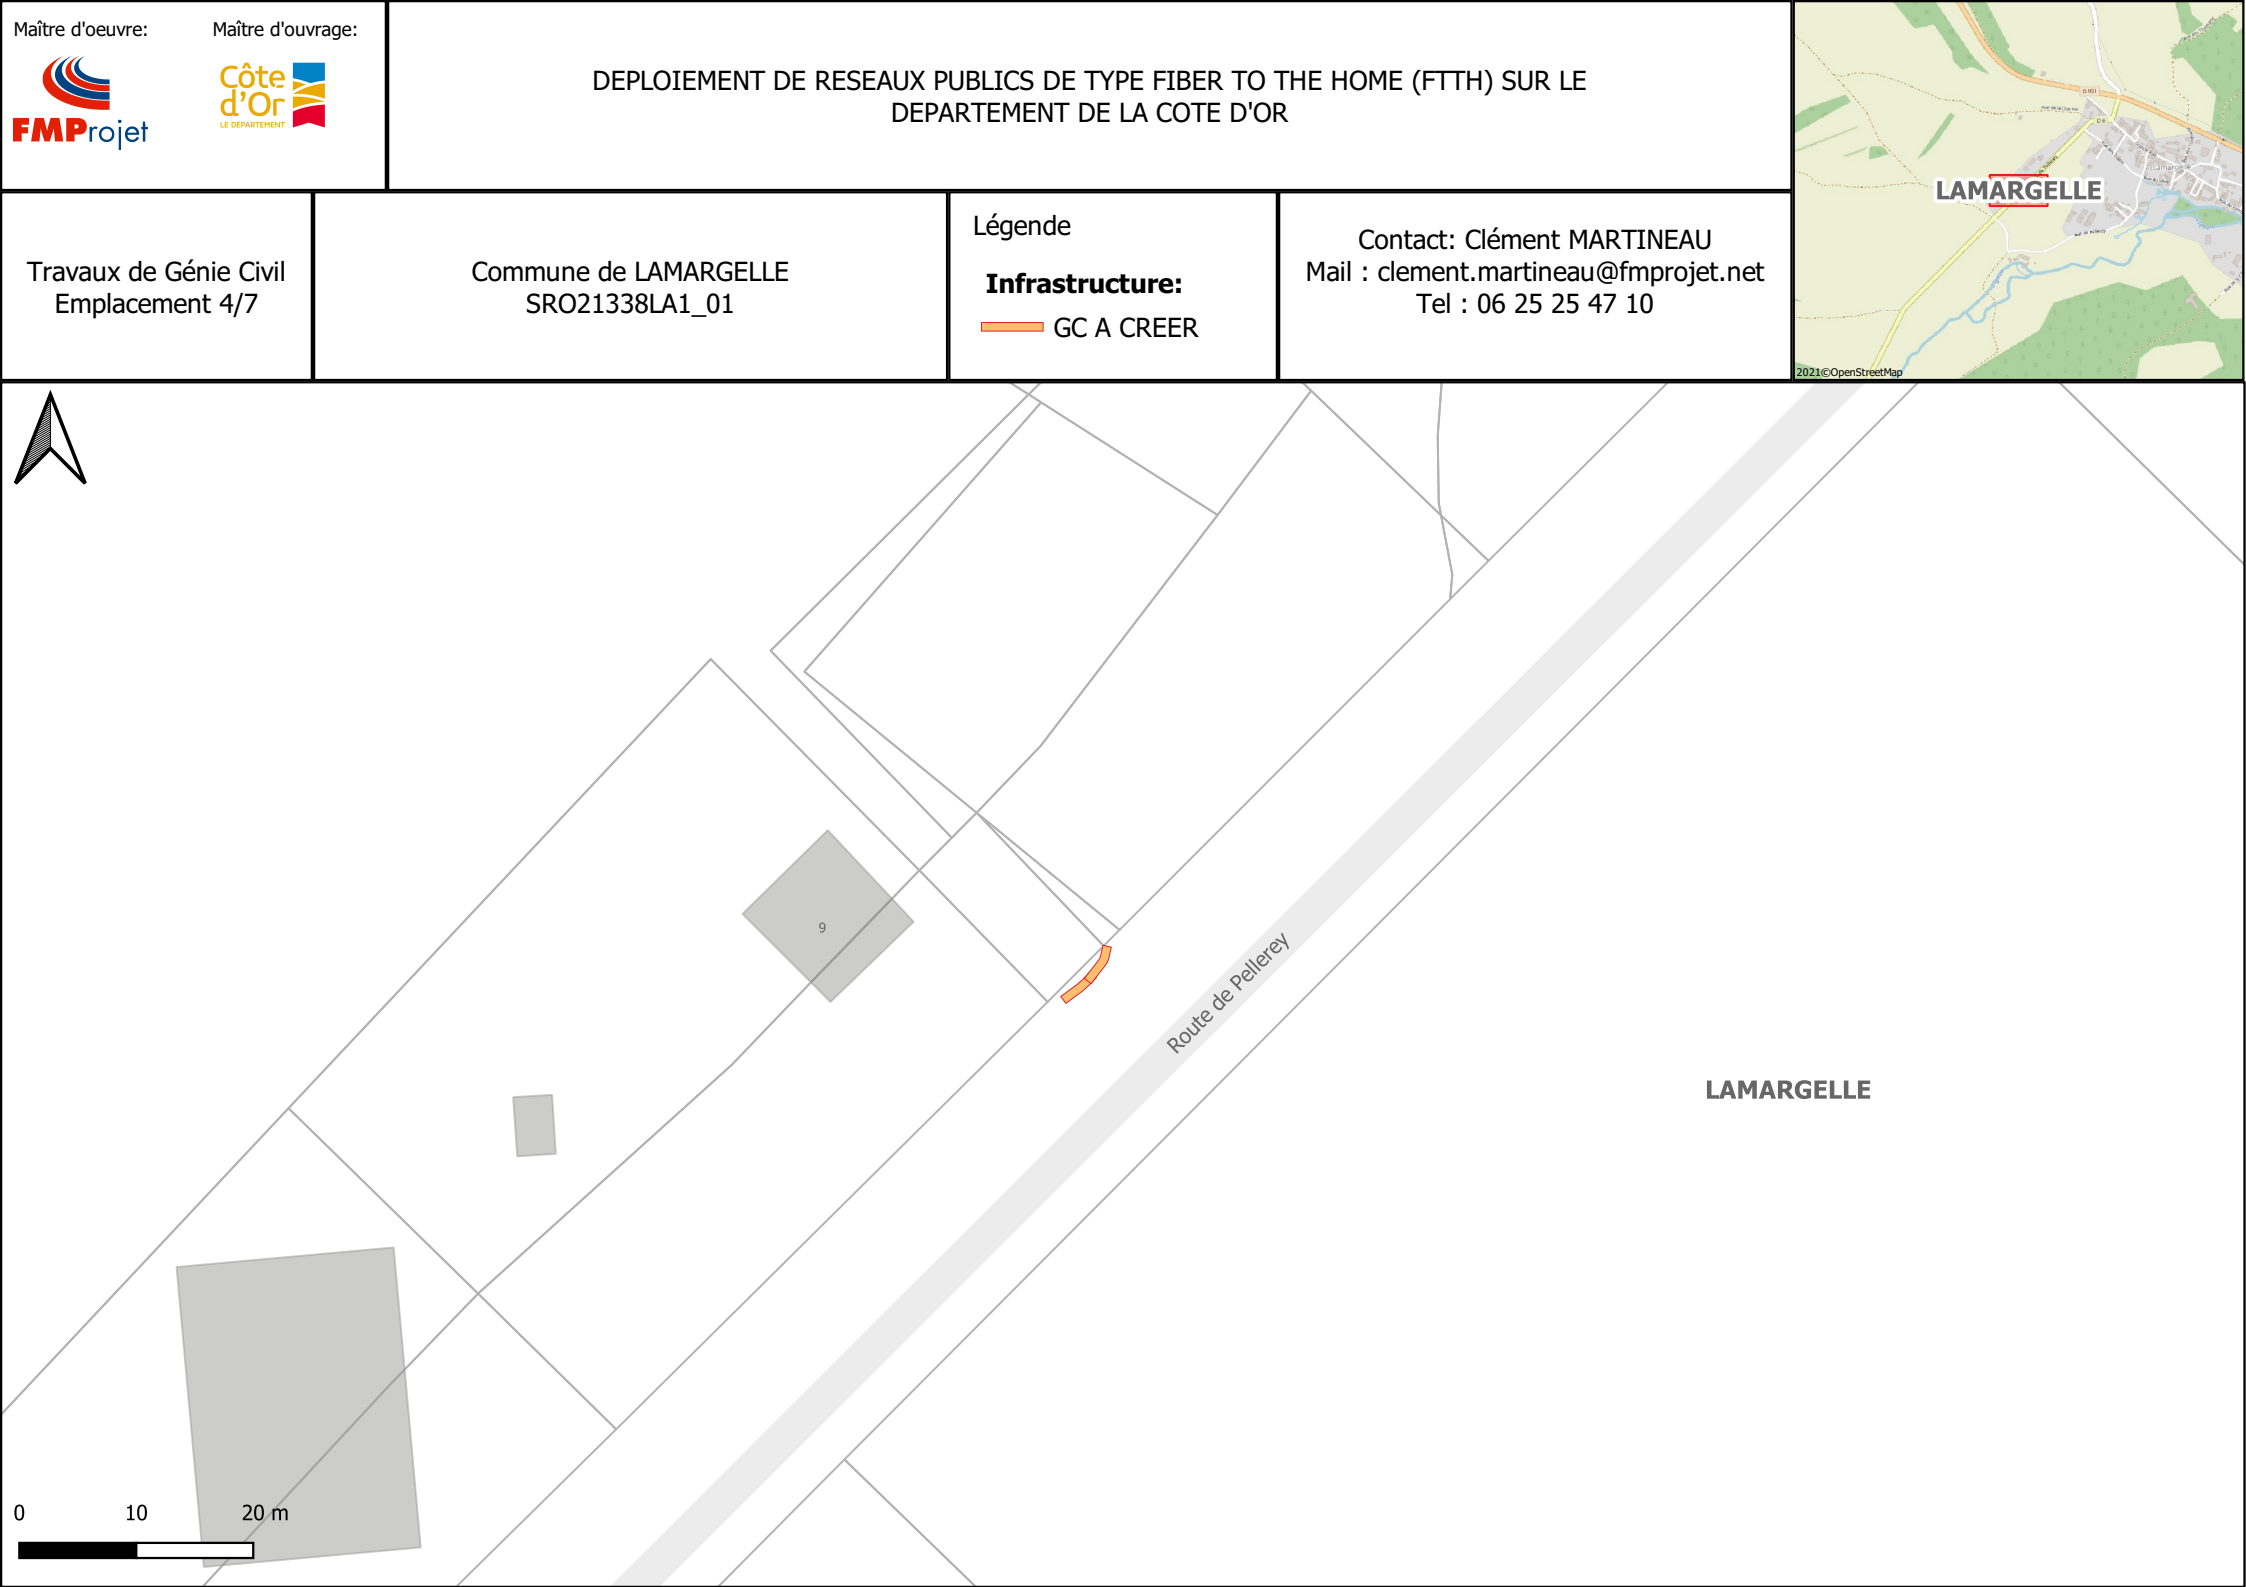 Maître d'oeuvre:
Maître d'ouvrage:
FMProjet
Côte
d'Or
LE DÉPARTEMENT
DEPLOIEMENT DE RESEAUX PUBLICS DE TYPE FIBER TO THE HOME (FTTH) SUR LE
DEPARTEMENT DE LA COTE D'OR
Travaux de Génie Civil
Emplacement 4/7
Commune de LAMARGELLE
SRO21338LA1_01
Légende
Infrastructure:
GC A CREER
Contact: Clément MARTINEAU
Mail : clement.martineau@fmprojet.net
Tel : 06 25 25 47 10
D 901
D 6
Lamargelle
LAMARGELLE
2021©OpenStreetMap
9
Route de Pellerey
LAMARGELLE
0 10 20 m